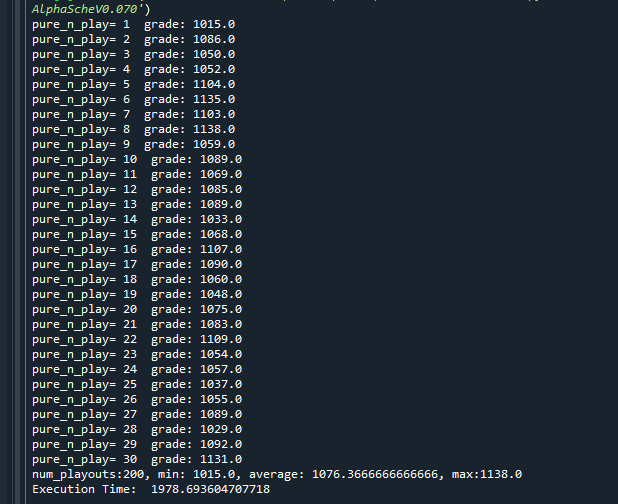 AlphaScheV0.070')
pure_n_play= 1  grade: 1015.0
pure_n_play= 2  grade: 1086.0
pure_n_play= 3  grade: 1050.0
pure_n_play= 4  grade: 1052.0
pure_n_play= 5  grade: 1104.0
pure_n_play= 6  grade: 1135.0
pure_n_play= 7  grade: 1103.0
pure_n_play= 8  grade: 1138.0
pure_n_play= 9  grade: 1059.0
pure_n_play= 10  grade: 1089.0
pure_n_play= 11  grade: 1069.0
pure_n_play= 12  grade: 1085.0
pure_n_play= 13  grade: 1089.0
pure_n_play= 14  grade: 1033.0
pure_n_play= 15  grade: 1068.0
pure_n_play= 16  grade: 1107.0
pure_n_play= 17  grade: 1090.0
pure_n_play= 18  grade: 1060.0
pure_n_play= 19  grade: 1048.0
pure_n_play= 20  grade: 1075.0
pure_n_play= 21  grade: 1083.0
pure_n_play= 22  grade: 1109.0
pure_n_play= 23  grade: 1054.0
pure_n_play= 24  grade: 1057.0
pure_n_play= 25  grade: 1037.0
pure_n_play= 26  grade: 1055.0
pure_n_play= 27  grade: 1089.0
pure_n_play= 28  grade: 1029.0
pure_n_play= 29  grade: 1092.0
pure_n_play= 30  grade: 1131.0
num_playouts:200, min: 1015.0, average: 1076.3666666666666, max:1138.0
Execution Time:  1978.693604707718